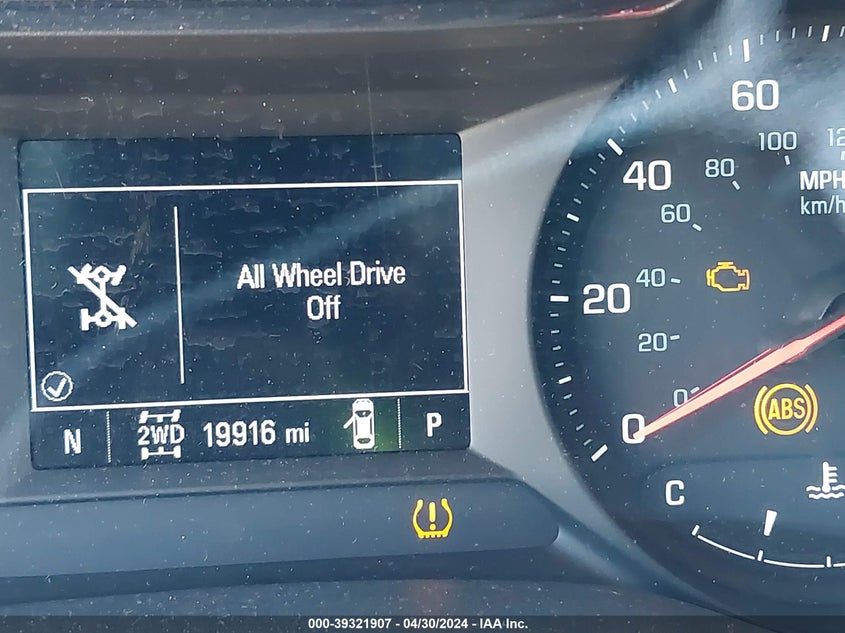 All Wheel Drive
Off
N 2WD 19916 mi P
60
100
40 80 MPH
60 km/h
20 40
20
0 0 ABS
C
000-39321907 - 04/30/2024 - IAA Inc.